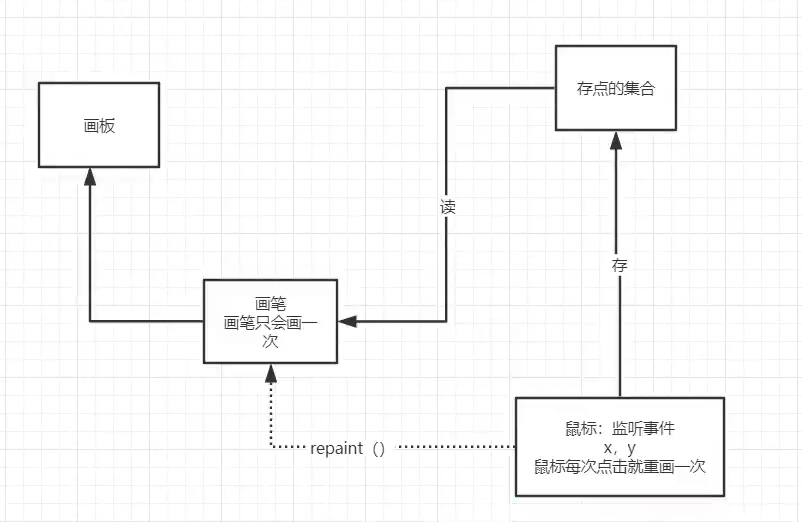 存点的集合
画板
读
存
画笔
画笔只会画一
次
鼠标：监听事件
x，y
鼠标每次点击就重画一次
repaint（）